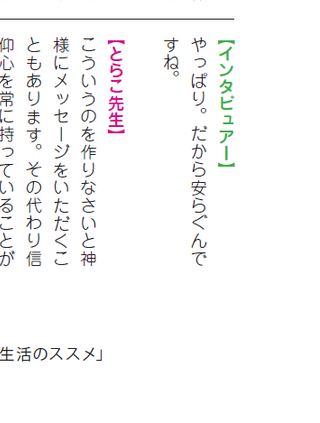 【インタビュアー】
やっぱり。だから安らぐんで
すね。
【とらこ先生】
こういうのを作りなさいと神
様にメッセージをいただくこ
ともあります。その代わり信
仰心を常に持っていることが
生活のススメ」